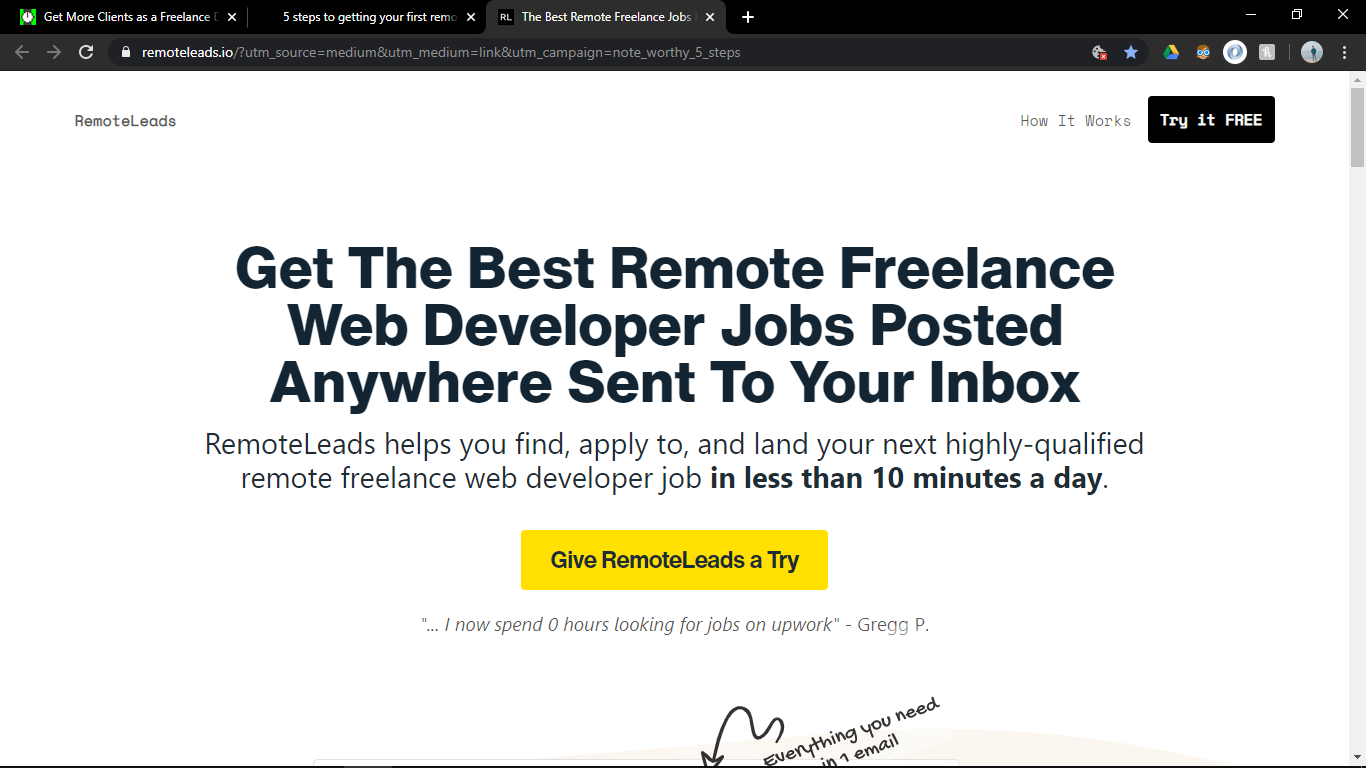 Get More Clients as a Freelance
5 steps to getting your first remo
RL
The Best Remote Freelance Jobs
remoteleads.io/?utm_source=medium&utm_medium=link&utm_campaign=note_worthy_5_steps
RemoteLeads
How It Works
Try it FREE
Get The Best Remote Freelance
Web Developer Jobs Posted
Anywhere Sent To Your Inbox
RemoteLeads helps you find, apply to, and land your next highly-qualified
remote freelance web developer job in less than 10 minutes a day.
Give RemoteLeads a Try
"... I now spend 0 hours looking for jobs on upwork" - Gregg P.
Everything you need
in 1 email